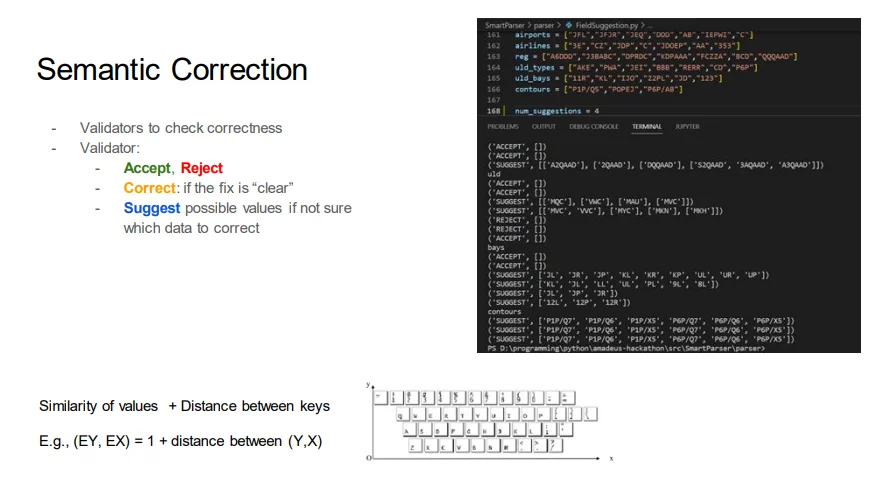 Semantic Correction
- Validators to check correctness
- Validator:
- Accept, Reject
- Correct: if the fix is “clear”
- Suggest possible values if not sure
which data to correct
SmartParser > parser > FieldSuggestion.py > ...
161 airports = ["JFL","JFJR","JEQ","DDD","AB","IEPWI","C"]
162 airlines = ["3E","CZ","JDP","C","JDOEP","AA","353"]
163 reg = ["A6DDD","J3BABC","DPRDC","KDPAAA","FCZZA","BCD","QQQAAD"]
164 uld_types = ["AKE","PWA","JEI","BBB","RERR","CD","P6P"]
165 uld_bays = ["11R","KL","IJO","Z2PL","JD","123"]
166 contours = ["P1P/Q5","POPEJ","P6P/A8"]
167
168 num_suggestions = 4
PROBLEMS OUTPUT DEBUG CONSOLE TERMINAL JUPYTER
('ACCEPT', [])
('ACCEPT', [])
('SUGGEST', [['A2QAAD'], ['2QAAD'], ['DQQAAD'], ['S2QAAD', '3AQAAD', 'A3QAAD']])
uld
('ACCEPT', [])
('ACCEPT', [])
('SUGGEST', [['MQC'], ['VWC'], ['MAU'], ['MVC']])
('SUGGEST', [['MVC', 'VVC'], ['MYC'], ['MKN'], ['MKH']])
('REJECT', [])
('REJECT', [])
('ACCEPT', [])
bays
('ACCEPT', [])
('ACCEPT', [])
('SUGGEST', ['JL', 'JR', 'JP', 'KL', 'KR', 'KP', 'UL', 'UR', 'UP'])
('SUGGEST', ['KL', 'JL', 'LL', 'UL', 'PL', '9L', '8L'])
('SUGGEST', ['JL', 'JP', 'JR'])
('SUGGEST', ['12L', '12P', '12R'])
contours
('SUGGEST', ['P1P/Q7', 'P1P/Q6', 'P1P/X5', 'P6P/Q7', 'P6P/Q6', 'P6P/X5'])
('SUGGEST', ['P1P/Q7', 'P1P/Q6', 'P1P/X5', 'P6P/Q7', 'P6P/Q6', 'P6P/X5'])
('SUGGEST', ['P1P/Q7', 'P1P/Q6', 'P1P/X5', 'P6P/Q7', 'P6P/Q6', 'P6P/X5'])
PS D:\programming\python\amadeus-hackathon\src\SmartParser\parser>
Similarity of values + Distance between keys
E.g., (EY, EX) = 1 + distance between (Y,X)
y
Q W E R T Y U I O P
A S D F G H J K L
Z X C V B N M
O x